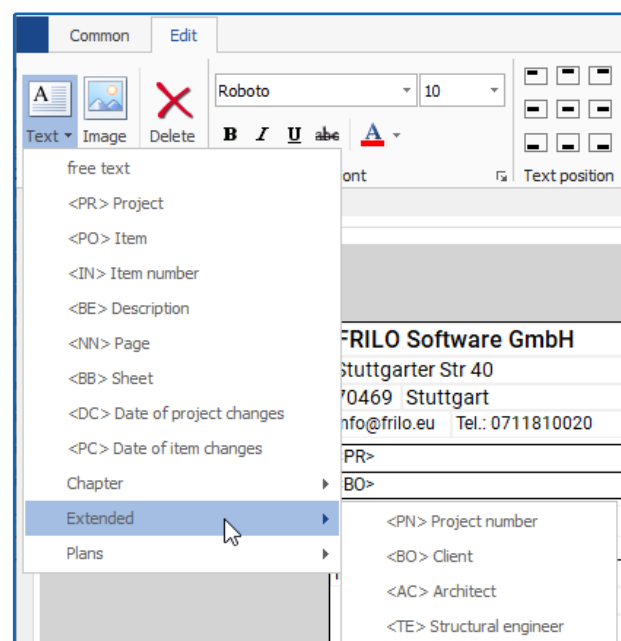 Common Edit
Roboto 10
Text Image Delete B I U abc A
ont Text position
free text
<PR> Project
<PO> Item
<IN> Item number
<BE> Description
<NN> Page
<BB> Sheet
<DC> Date of project changes
<PC> Date of item changes
Chapter
Extended
Plans
FRILO Software GmbH
Stuttgarter Str 40
70469 Stuttgart
nfo@frilo.eu Tel.: 0711810020
PR>
BO>
<PN> Project number
<BO> Client
<AC> Architect
<TE> Structural engineer